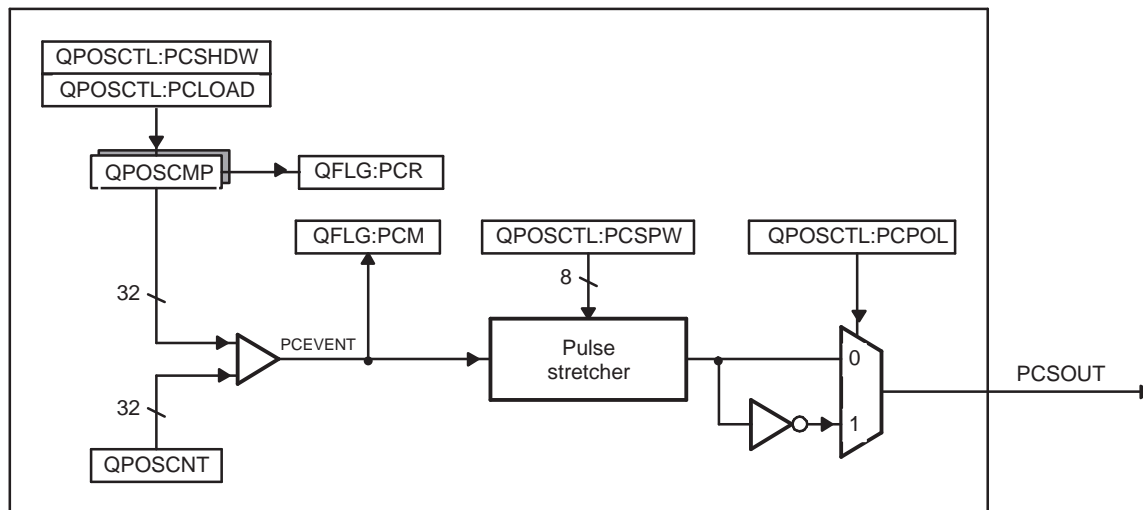 QPOSCTL:PCSHDW
QPOSCTL:PCLOAD
QPOSCMP
QFLG:PCR
QFLG:PCM
QPOSCTL:PCSPW
QPOSCTL:PCPOL
32
8
PCEVENT
Pulse
stretcher
0
PCSOUT
32
1
QPOSCNT